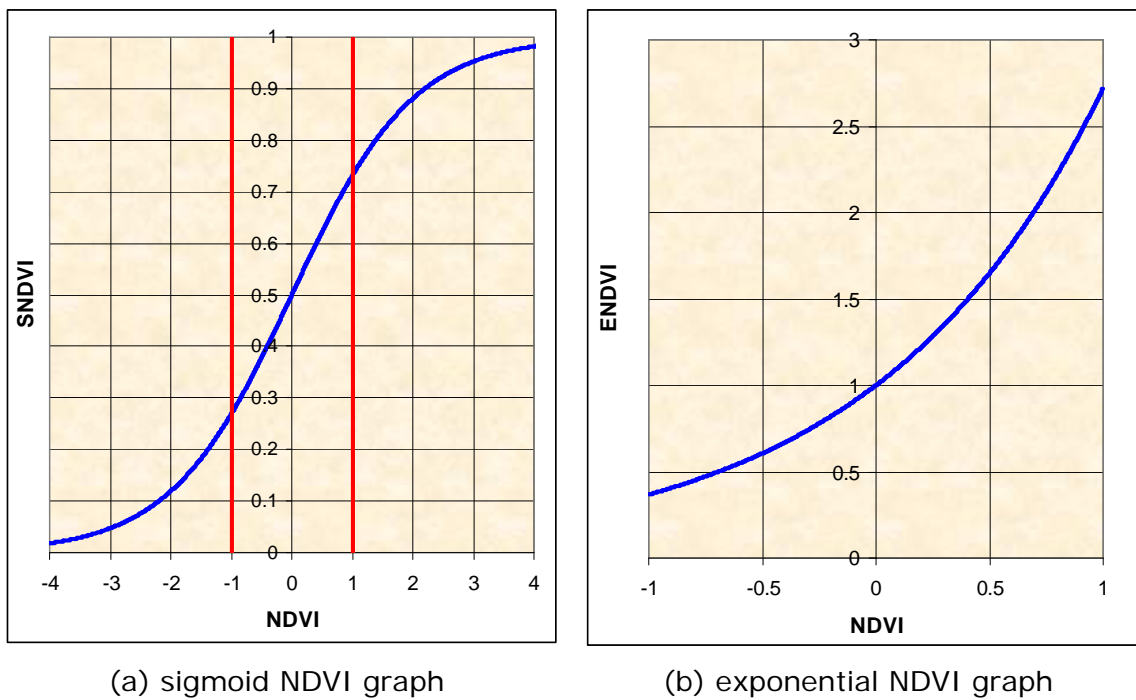 1
0.9
0.8
0.7
0.6
0.5
0.4
0.3
0.2
0.1
0
-4 -3 -2 -1 0 1 2 3 4
SNDVI
NDVI
(a) sigmoid NDVI graph
3
2.5
2
1.5
1
0.5
0
-1 -0.5 0 0.5 1
ENDVI
NDVI
(b) exponential NDVI graph